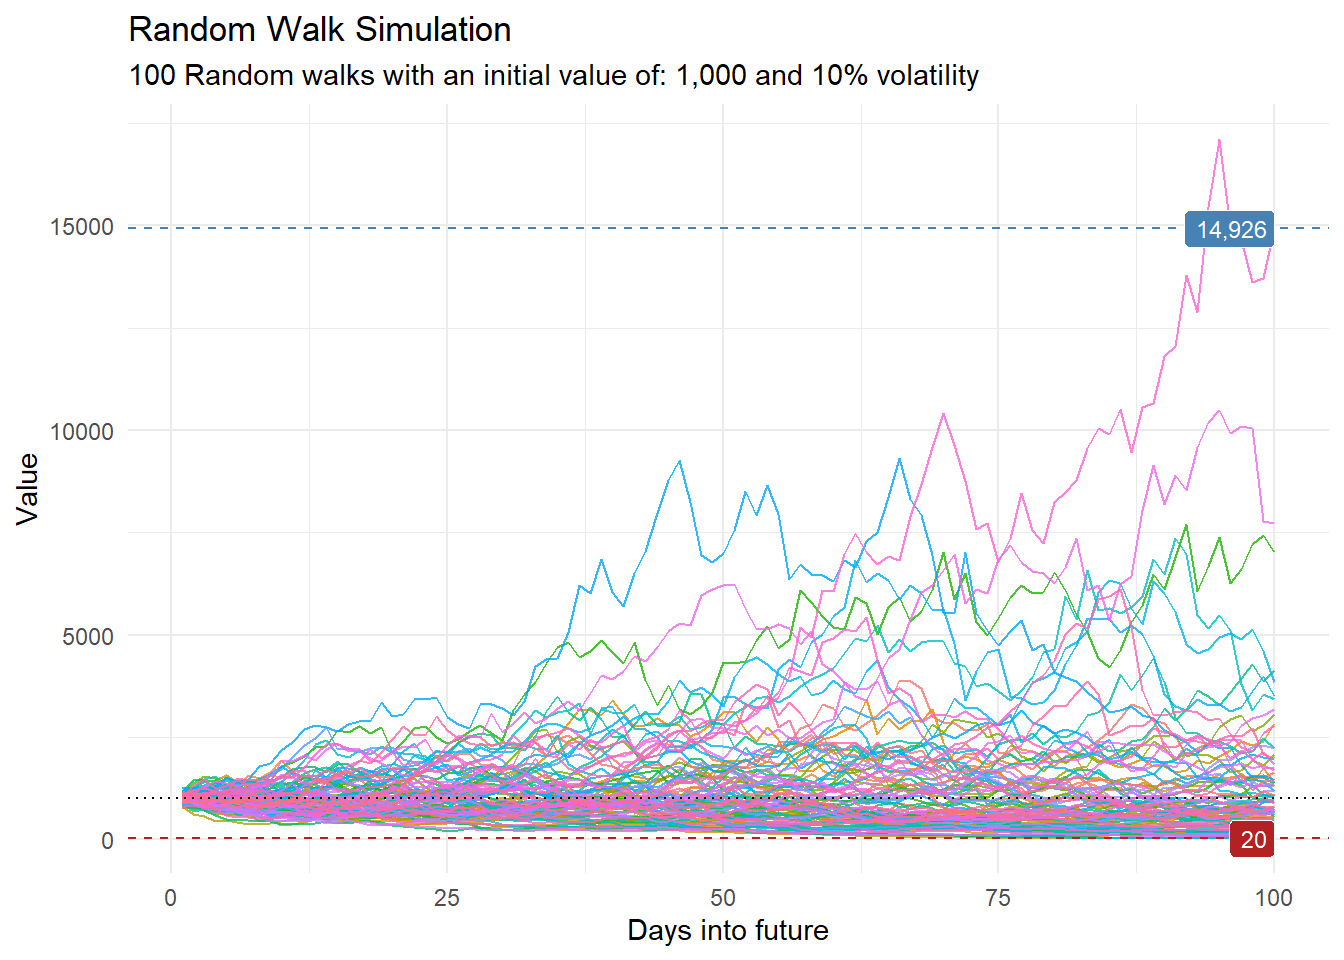 Random Walk Simulation
100 Random walks with an initial value of: 1,000 and 10% volatility
15000
14,926
10000
Value
5000
0
20
0 25 50 75 100
Days into future